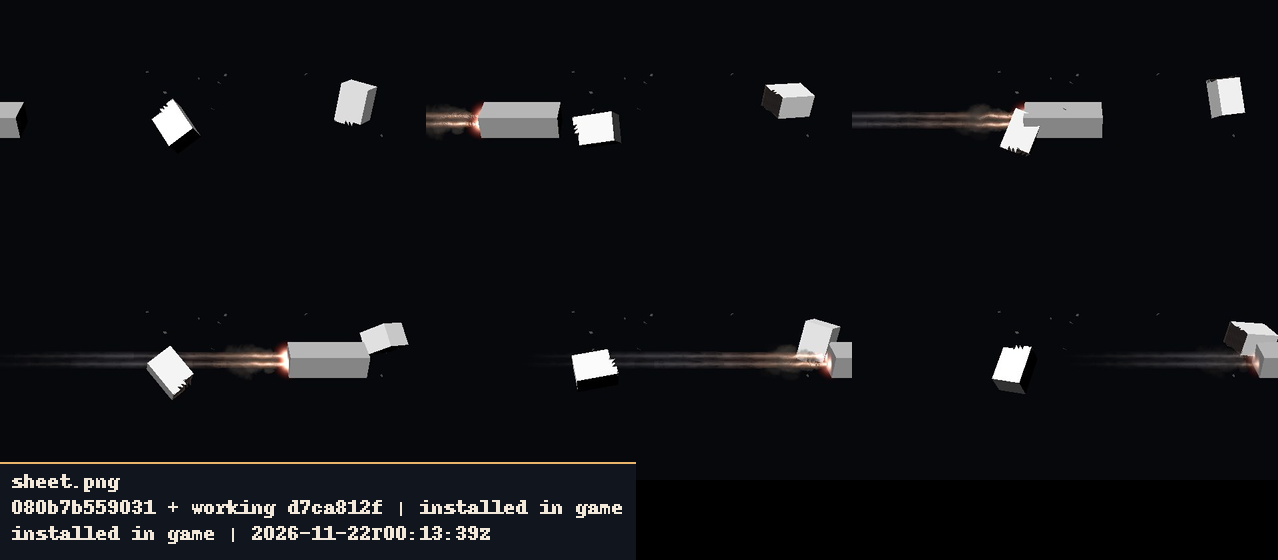 sheet.png
080b7b559031 + working d7ca812f | installed in game
installed in game | 2026-11-22T00:13:39z